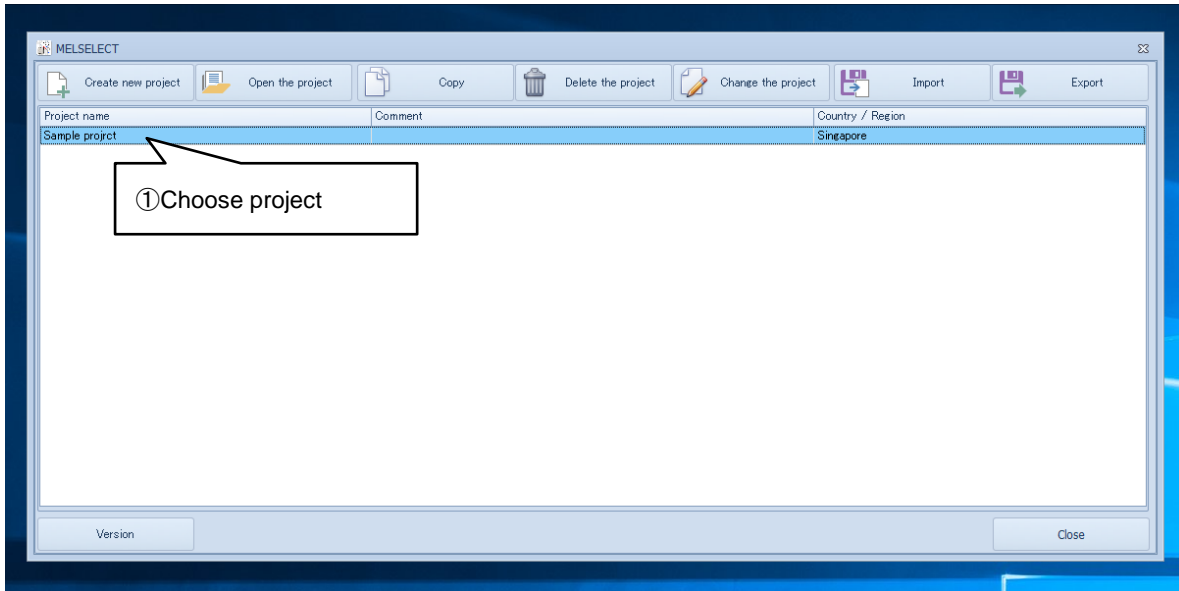 MELSELECT
Create new project Open the project Copy Delete the project Change the project Import Export
Project name Comment Country / Region
Sample projrct Singapore
①Choose project
Version Close